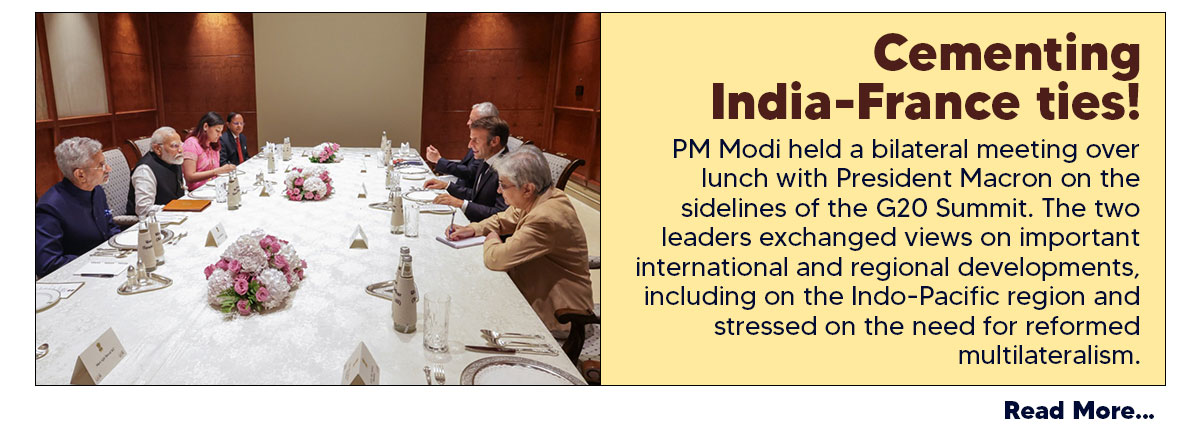 Cementing
India-France ties!
PM Modi held a bilateral meeting over
lunch with President Macron on the
sidelines of the G20 Summit. The two
leaders exchanged views on important
international and regional developments,
including on the Indo-Pacific region and
stressed on the need for reformed
multilateralism.
Read More...